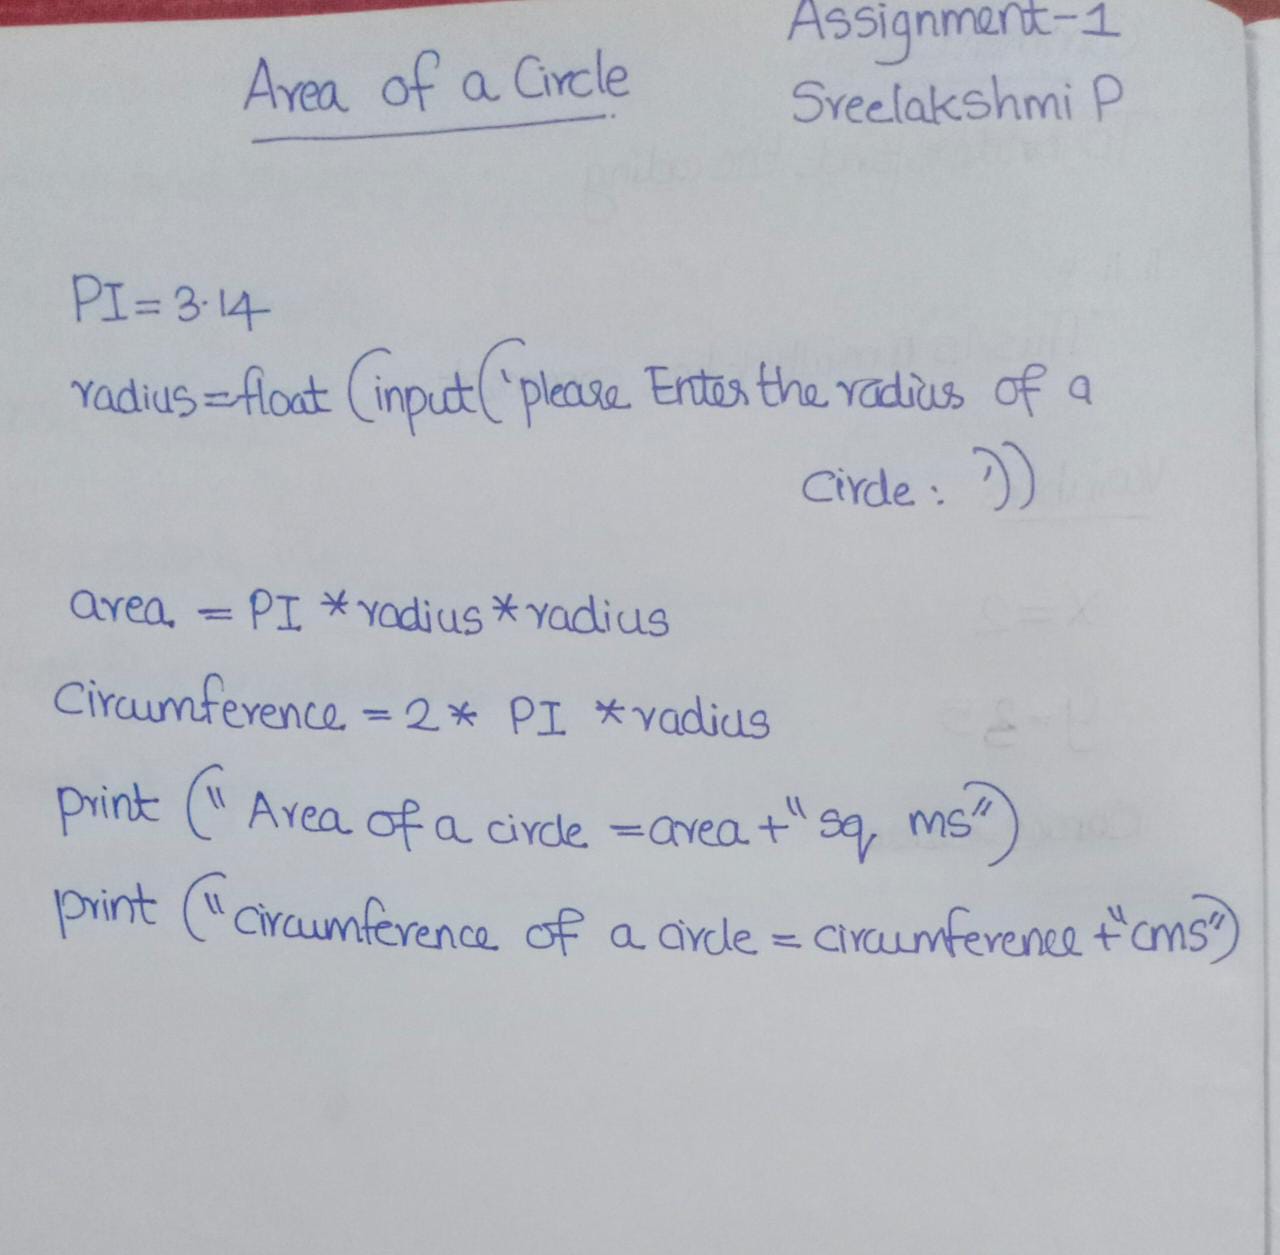 Assignment-1
Area of a Circle
Sreelakshmi P
PI = 3.14
radius = float (input ('please Enter the radius of a
circle : '))
area = PI * radius * radius
Circumference = 2 * PI * radius
print (" Area of a circle = area + " sq ms")
print (" circumference of a circle = circumference + "cms")